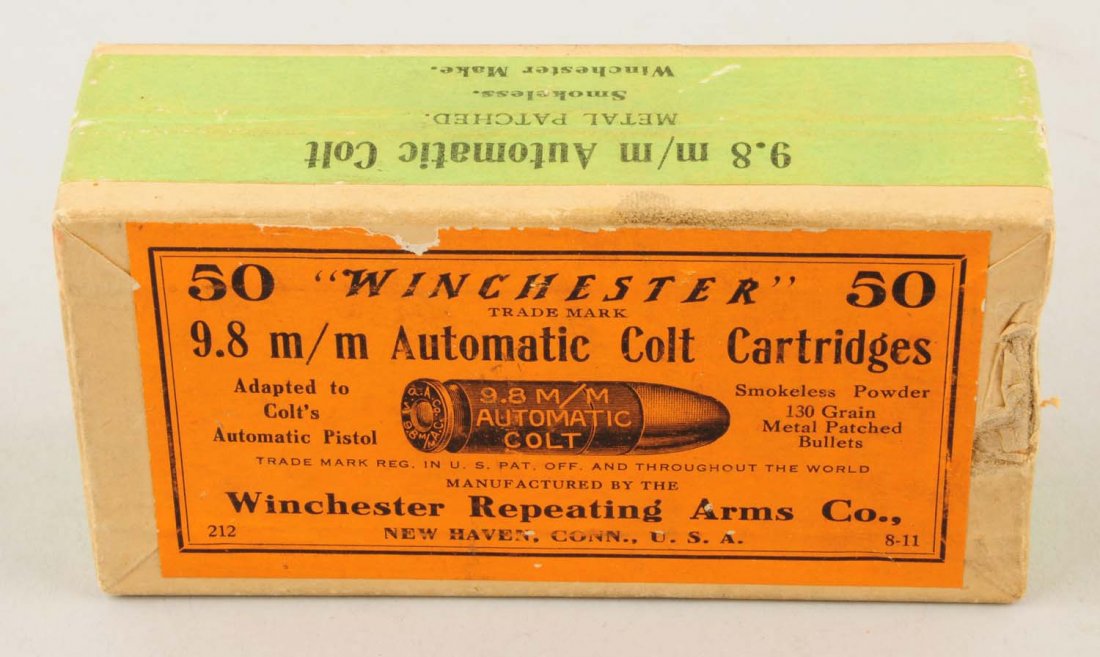 9.8 m/m Automatic Colt
METAL PATCHED.
Smokeless.
Winchester Make.
50 "WINCHESTER" 50
TRADE MARK
9.8 m/m Automatic Colt Cartridges
Adapted to
Colt's
Automatic Pistol
W.R.A.CO.
9.8 M/M A.C.
9.8 M/M
AUTOMATIC
COLT
Smokeless Powder
130 Grain
Metal Patched
Bullets
TRADE MARK REG. IN U. S. PAT. OFF. AND THROUGHOUT THE WORLD
MANUFACTURED BY THE
Winchester Repeating Arms Co.,
212 NEW HAVEN, CONN., U. S. A. 8-11